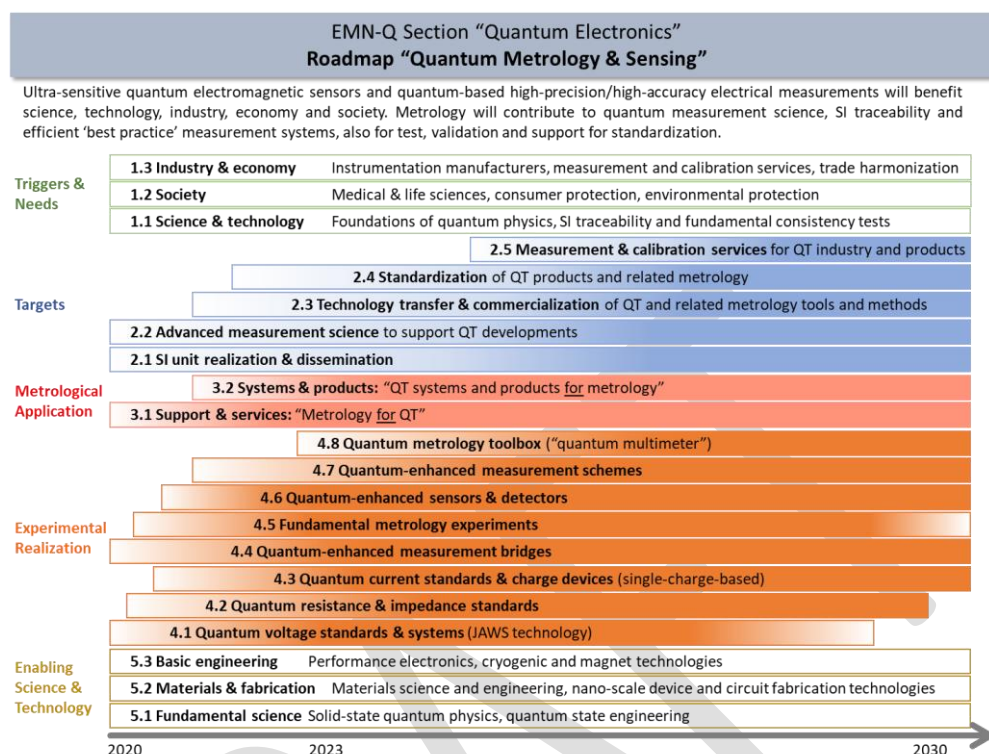 EMN-Q Section “Quantum Electronics”
Roadmap “Quantum Metrology & Sensing”
Ultra-sensitive quantum electromagnetic sensors and quantum-based high-precision/high-accuracy electrical measurements will benefit
science, technology, industry, economy and society. Metrology will contribute to quantum measurement science, SI traceability and
efficient ‘best practice’ measurement systems, also for test, validation and support for standardization.
Triggers &
Needs
1.3 Industry & economy Instrumentation manufacturers, measurement and calibration services, trade harmonization
1.2 Society Medical & life sciences, consumer protection, environmental protection
1.1 Science & technology Foundations of quantum physics, SI traceability and fundamental consistency tests
Targets
2.5 Measurement & calibration services for QT industry and products
2.4 Standardization of QT products and related metrology
2.3 Technology transfer & commercialization of QT and related metrology tools and methods
2.2 Advanced measurement science to support QT developments
2.1 SI unit realization & dissemination
Metrological
Application
3.2 Systems & products: “QT systems and products for metrology”
3.1 Support & services: “Metrology for QT”
Experimental
Realization
4.8 Quantum metrology toolbox (“quantum multimeter”)
4.7 Quantum-enhanced measurement schemes
4.6 Quantum-enhanced sensors & detectors
4.5 Fundamental metrology experiments
4.4 Quantum-enhanced measurement bridges
4.3 Quantum current standards & charge devices (single-charge-based)
4.2 Quantum resistance & impedance standards
4.1 Quantum voltage standards & systems (JAWS technology)
Enabling
Science &
Technology
5.3 Basic engineering Performance electronics, cryogenic and magnet technologies
5.2 Materials & fabrication Materials science and engineering, nano-scale device and circuit fabrication technologies
5.1 Fundamental science Solid-state quantum physics, quantum state engineering
2020 2023 2030